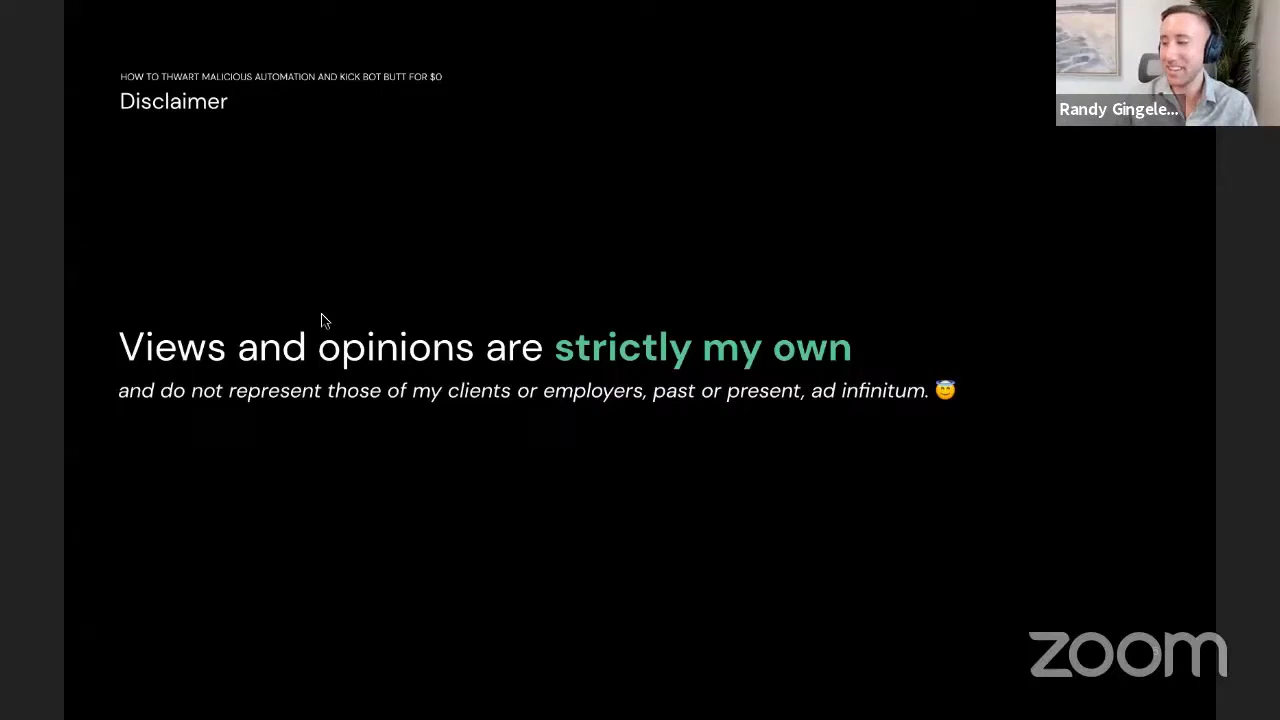 HOW TO THWART MALICIOUS AUTOMATION AND KICK BOT BUTT FOR $0
Disclaimer
Randy Gingele...
Views and opinions are strictly my own
and do not represent those of my clients or employers, past or present, ad infinitum. 😇
zoom